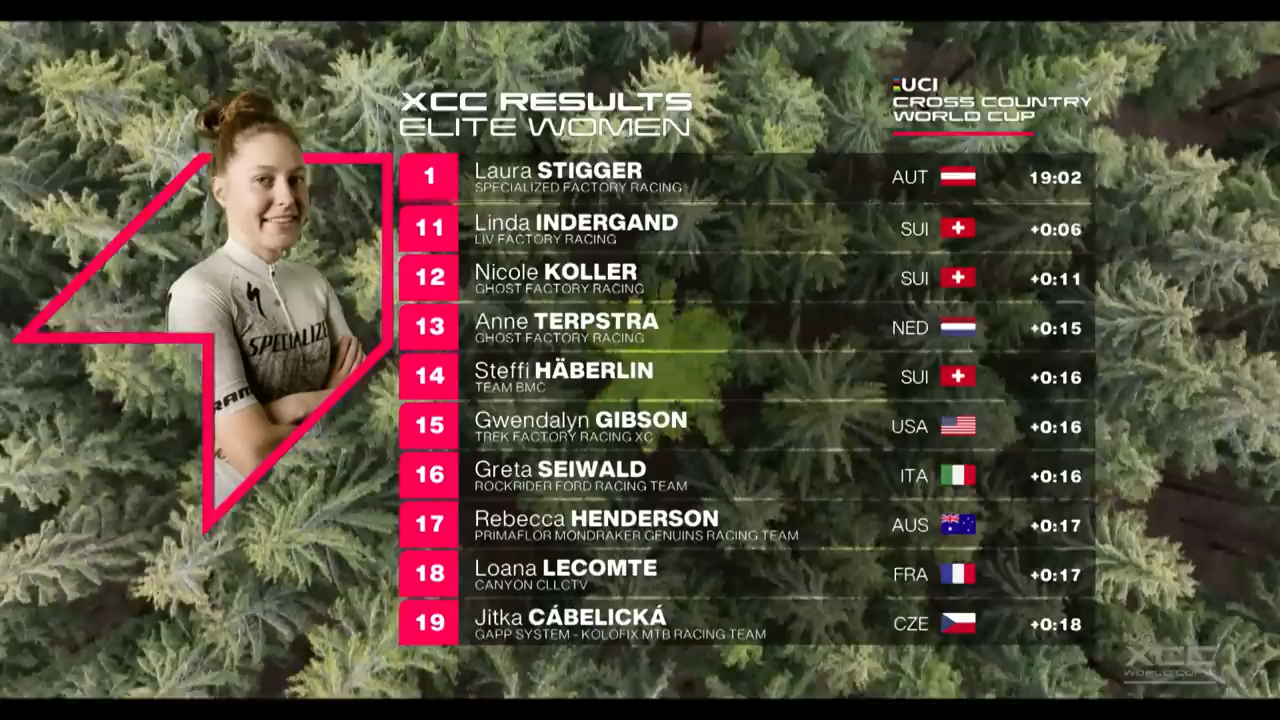 XCC RESULTS
ELITE WOMEN
UCI
CROSS COUNTRY
WORLD CUP
1 Laura STIGGER AUT 19:02
SPECIALIZED FACTORY RACING
11 Linda INDERGAND SUI +0:06
LIV FACTORY RACING
12 Nicole KOLLER SUI +0:11
GHOST FACTORY RACING
13 Anne TERPSTRA NED +0:15
GHOST FACTORY RACING
14 Steffi HÄBERLIN SUI +0:16
TEAM BMC
15 Gwendalyn GIBSON USA +0:16
TREK FACTORY RACING XC
16 Greta SEIWALD ITA +0:16
ROCKRIDER FORD RACING TEAM
17 Rebecca HENDERSON AUS +0:17
PRIMAFLOR MONDRAKER GENUINS RACING TEAM
18 Loana LECOMTE FRA +0:17
CANYON CLLCTV
19 Jitka CÁBELICKÁ CZE +0:18
GAPP SYSTEM - KOLOFIX MTB RACING TEAM
SPECIALIZ
RAM
UCI
XCC
WORLD CUP